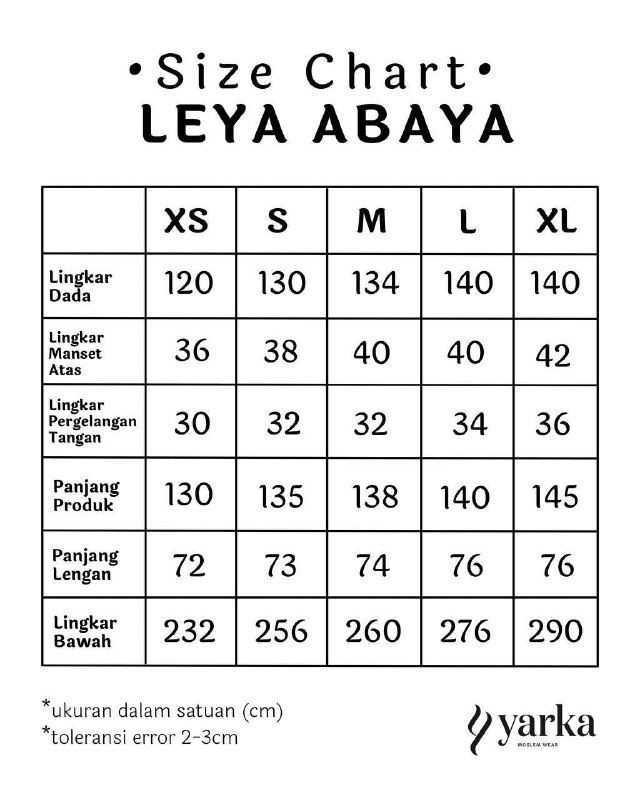 •Size Chart•
LEYA ABAYA
XS S M L XL
Lingkar Dada 120 130 134 140 140
Lingkar Manset Atas 36 38 40 40 42
Lingkar Pergelangan Tangan 30 32 32 34 36
Panjang Produk 130 135 138 140 145
Panjang Lengan 72 73 74 76 76
Lingkar Bawah 232 256 260 276 290
*ukuran dalam satuan (cm)
*toleransi error 2-3cm
yarka
MOSLEM WEAR